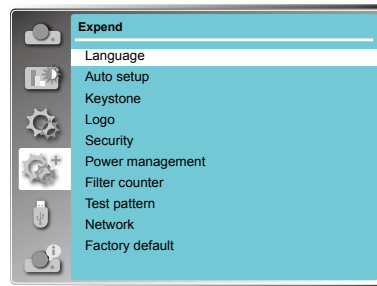 Expend
Language
Auto setup
Keystone
Logo
Security
Power management
Filter counter
Test pattern
Network
Factory default